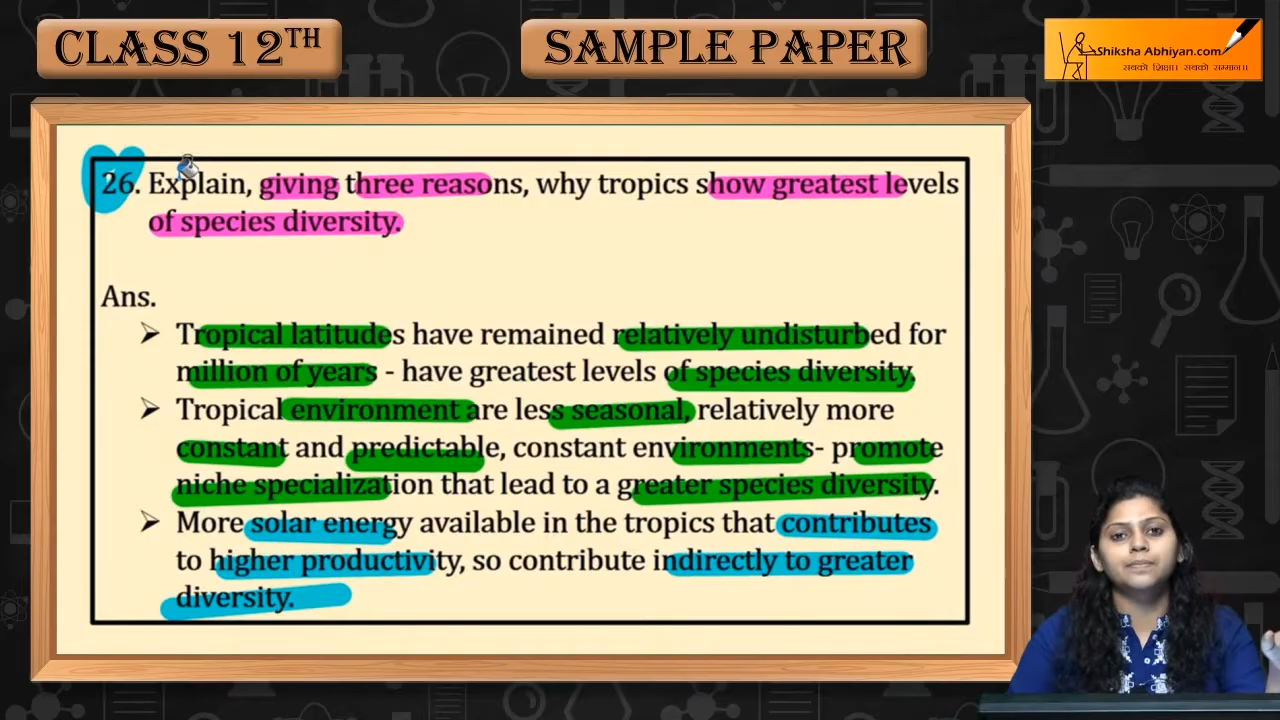 CLASS 12TH
SAMPLE PAPER
Shiksha Abhiyan.com
सबको शिक्षा। सबको सम्मान॥
26. Explain, giving three reasons, why tropics show greatest levels
of species diversity.
Ans.
➢ Tropical latitudes have remained relatively undisturbed for
million of years - have greatest levels of species diversity.
➢ Tropical environment are less seasonal, relatively more
constant and predictable, constant environments- promote
niche specialization that lead to a greater species diversity.
➢ More solar energy available in the tropics that contributes
to higher productivity, so contribute indirectly to greater
diversity.